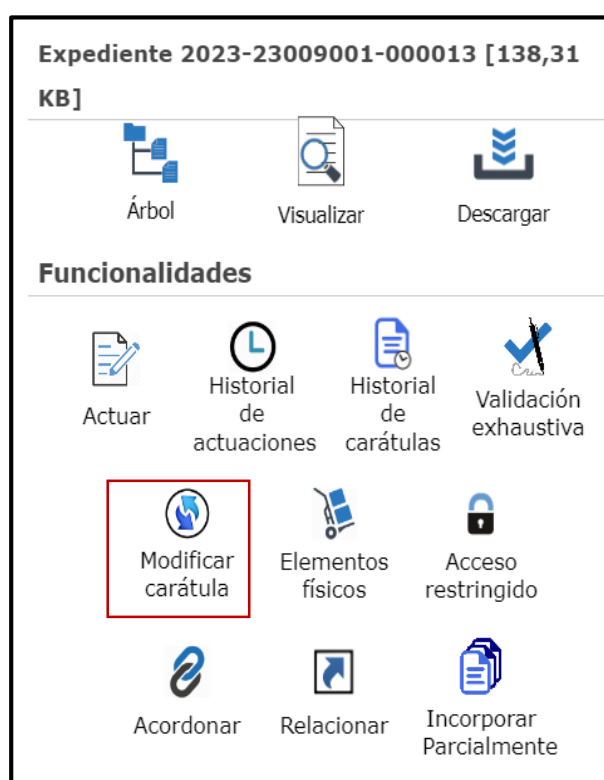 Expediente 2023-23009001-000013 [138,31
KB]
Árbol
Visualizar
Descargar
Funcionalidades
Actuar
Historial
de
actuaciones
Historial
de
carátulas
Validación
exhaustiva
Modificar
carátula
Elementos
físicos
Acceso
restringido
Acordonar
Relacionar
Incorporar
Parcialmente